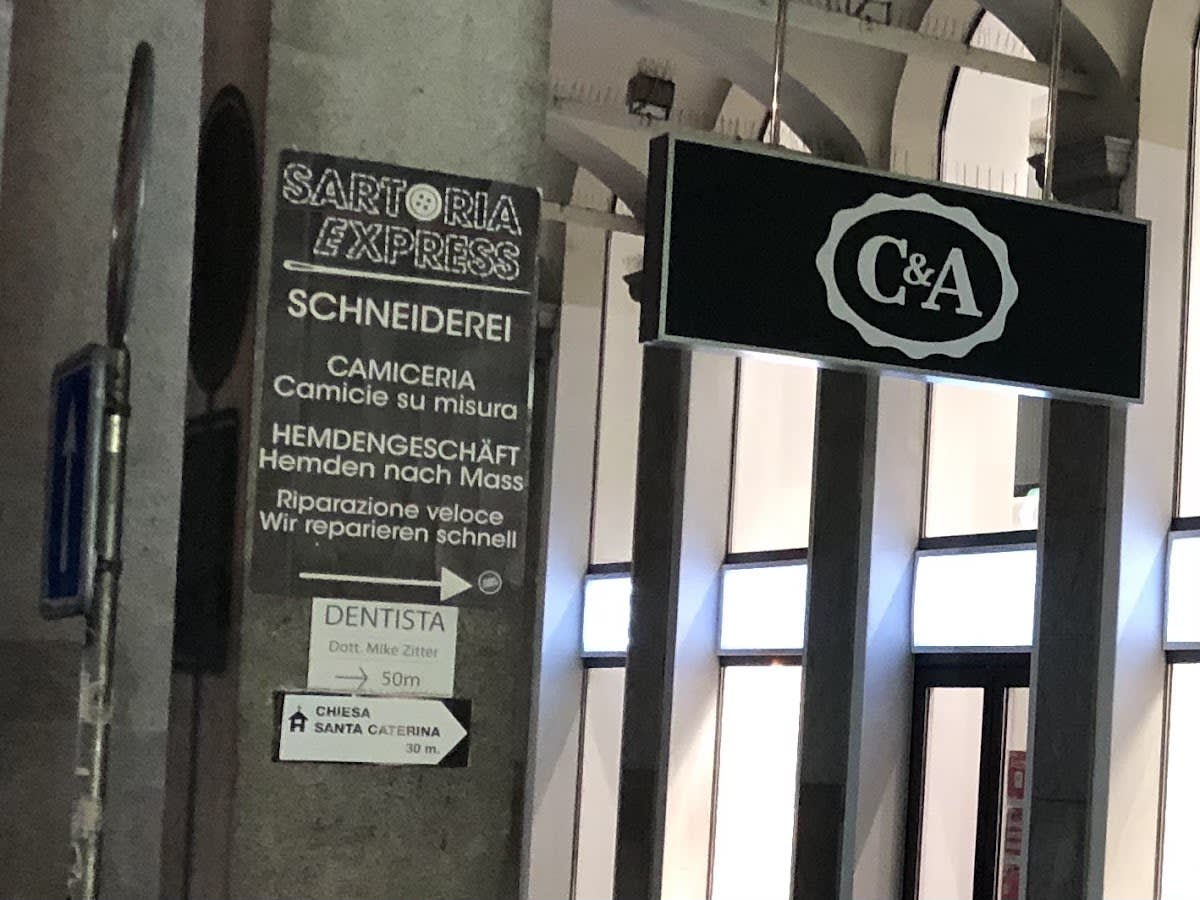 SARTORIA
EXPRESS
SCHNEIDEREI
CAMICERIA
Camicie su misura
HEMDENGESCHÄFT
Hemden nach Mass
Riparazione veloce
Wir reparieren schnell
DENTISTA
Dott. Mike Zitter
50m
CHIESA
SANTA CATERINA
30 m.
C&A